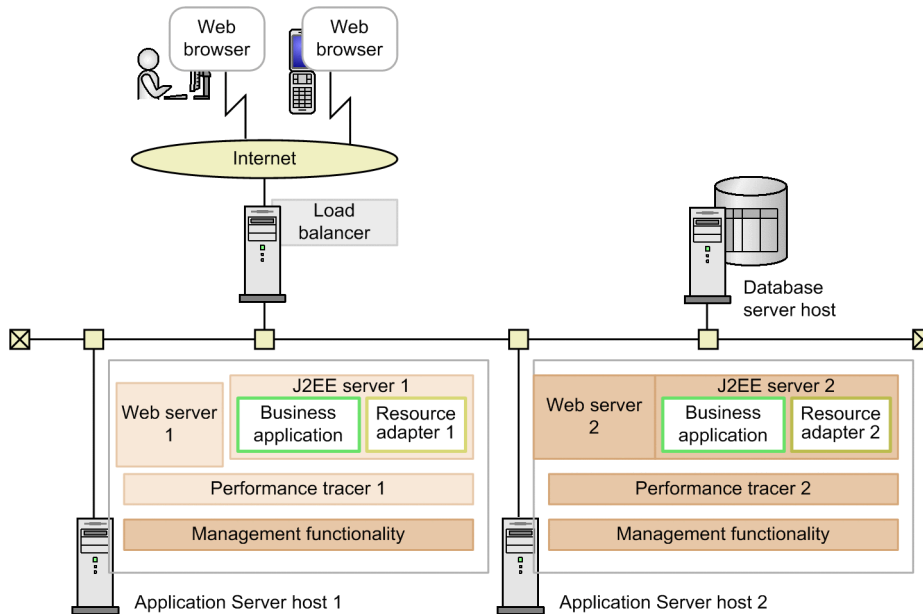 Web
browser
Web
browser
Internet
Load
balancer
Database
server host
J2EE server 1
Web server
1
Business
application
Resource
adapter 1
Performance tracer 1
Management functionality
Application Server host 1
J2EE server 2
Web server
2
Business
application
Resource
adapter 2
Performance tracer 2
Management functionality
Application Server host 2